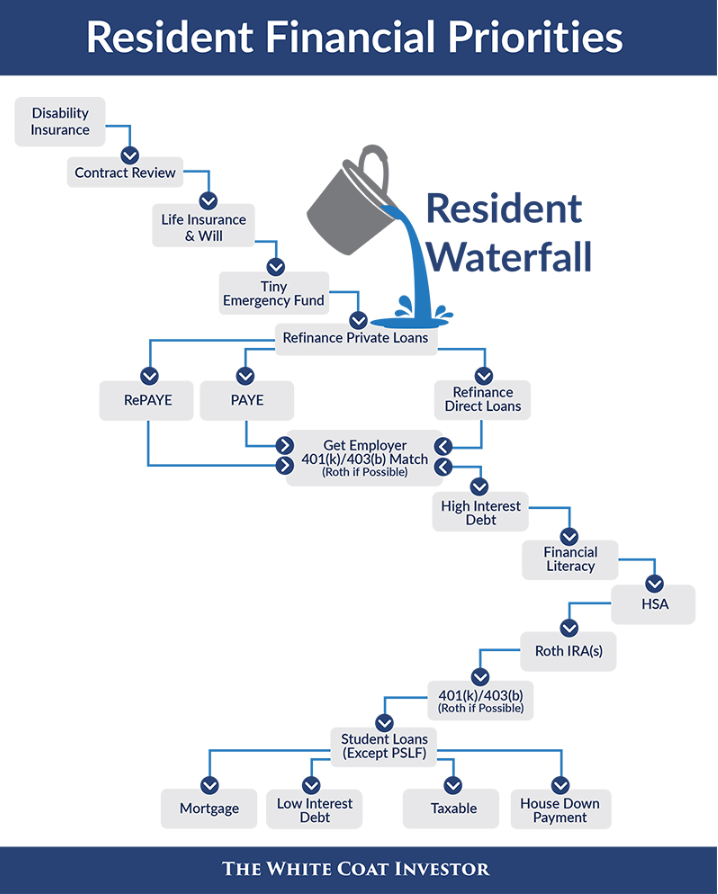 Resident Financial Priorities
Disability
Insurance
Contract Review
Life Insurance
& Will
Resident
Waterfall
Tiny
Emergency Fund
Refinance Private Loans
RePAYE
PAYE
Refinance
Direct Loans
Get Employer
401(k)/403(b) Match
(Roth if Possible)
High Interest
Debt
Financial
Literacy
HSA
Roth IRA(s)
401(k)/403(b)
(Roth if Possible)
Student Loans
(Except PSLF)
Mortgage
Low Interest
Debt
Taxable
House Down
Payment
THE WHITE COAT INVESTOR